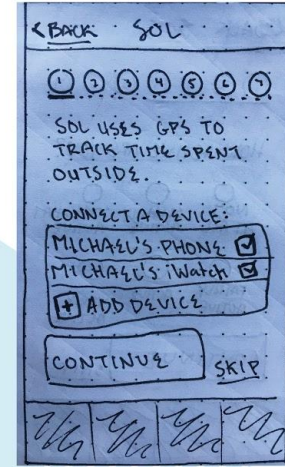 < BACK SOL
1 2 3 4 5 6 7
SOL USES GPS TO
TRACK TIME SPENT
OUTSIDE.
CONNECT A DEVICE:
MICHAEL'S PHONE
MICHAEL'S iWatch
+ ADD DEVICE
CONTINUE
SKIP